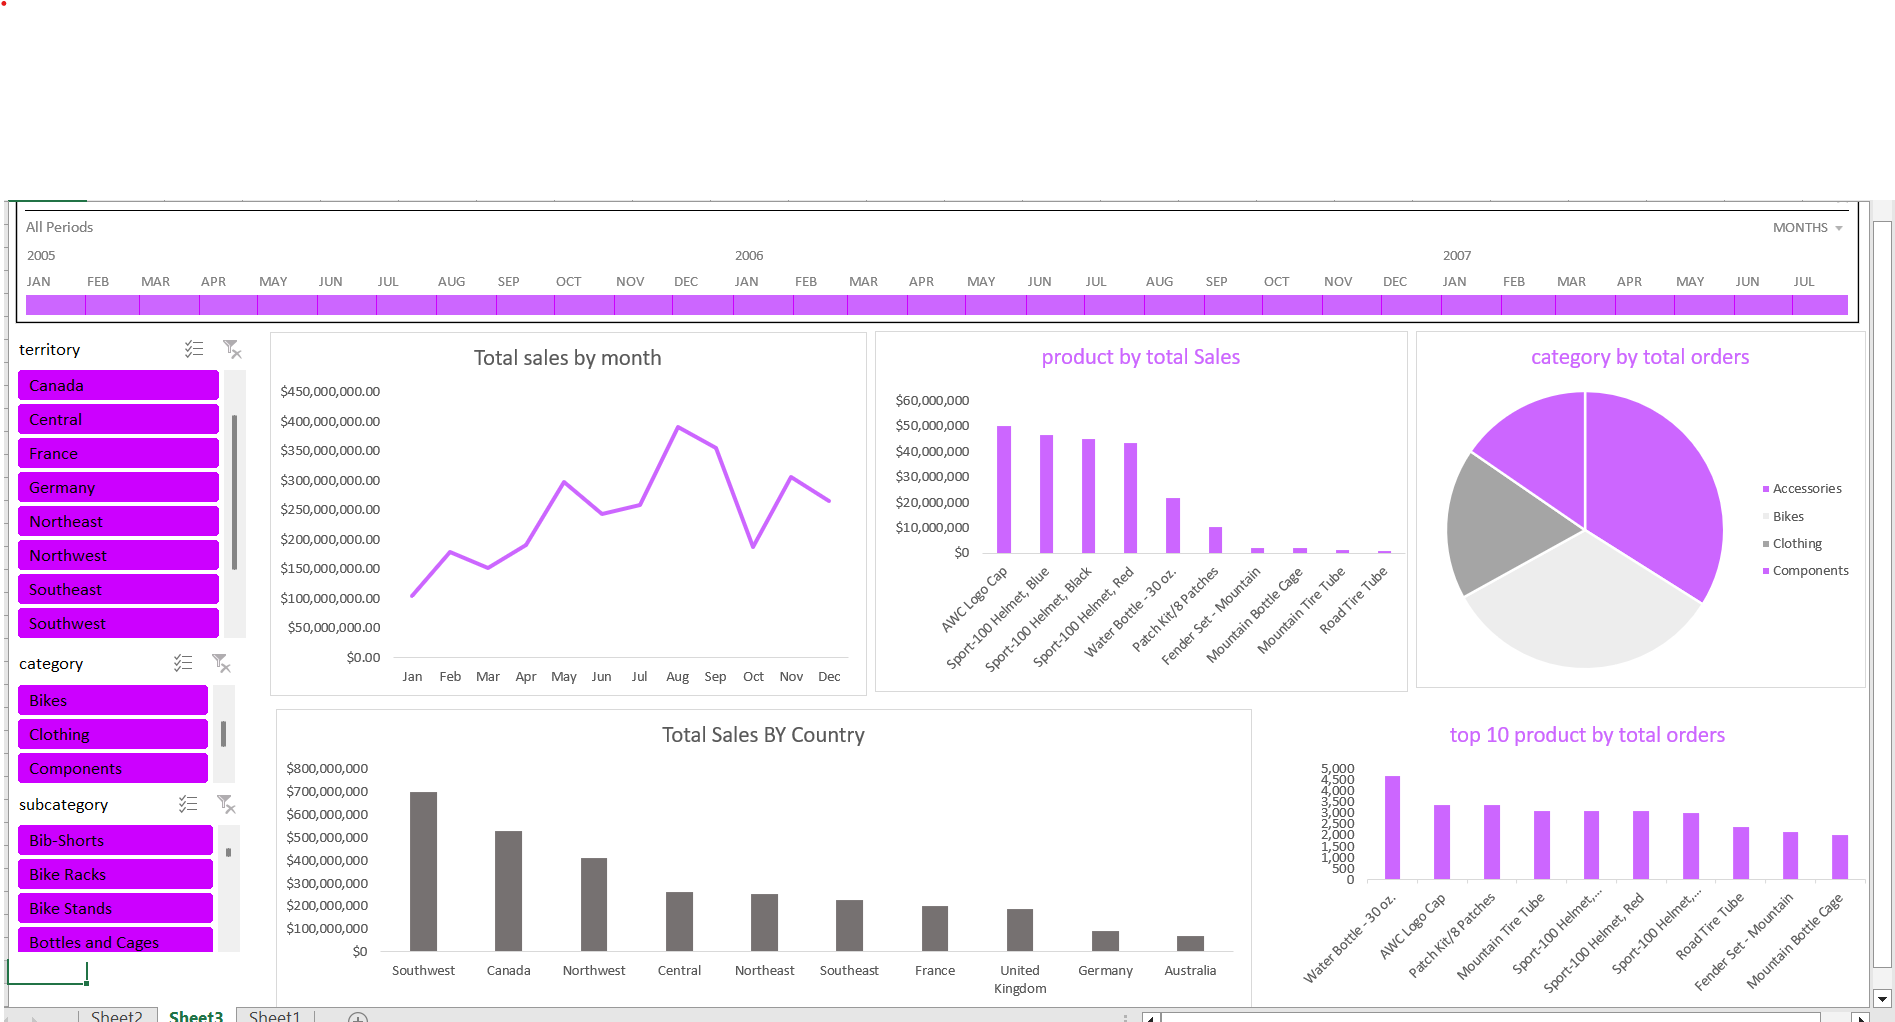 All Periods
MONTHS
2005 2006 2007
JAN FEB MAR APR MAY JUN JUL AUG SEP OCT NOV DEC JAN FEB MAR APR MAY JUN JUL AUG SEP OCT NOV DEC JAN FEB MAR APR MAY JUN JUL
territory
Canada
Central
France
Germany
Northeast
Northwest
Southeast
Southwest
category
Bikes
Clothing
Components
subcategory
Bib-Shorts
Bike Racks
Bike Stands
Bottles and Cages
Total sales by month
$450,000,000.00
$400,000,000.00
$350,000,000.00
$300,000,000.00
$250,000,000.00
$200,000,000.00
$150,000,000.00
$100,000,000.00
$50,000,000.00
$0.00
Jan Feb Mar Apr May Jun Jul Aug Sep Oct Nov Dec
product by total Sales
$60,000,000
$50,000,000
$40,000,000
$30,000,000
$20,000,000
$10,000,000
$0
AWC Logo Cap
Sport-100 Helmet, Blue
Sport-100 Helmet, Black
Sport-100 Helmet, Red
Water Bottle - 30 oz.
Patch Kit/8 Patches
Fender Set - Mountain
Mountain Bottle Cage
Mountain Tire Tube
Road Tire Tube
category by total orders
Accessories
Bikes
Clothing
Components
Total Sales BY Country
$800,000,000
$700,000,000
$600,000,000
$500,000,000
$400,000,000
$300,000,000
$200,000,000
$100,000,000
$0
Southwest Canada Northwest Central Northeast Southeast France United Kingdom Germany Australia
top 10 product by total orders
5,000
4,500
4,000
3,500
3,000
2,500
2,000
1,500
1,000
500
0
Water Bottle - 30 oz.
AWC Logo Cap
Patch Kit/8 Patches
Mountain Tire Tube
Sport-100 Helmet,...
Sport-100 Helmet, Red
Sport-100 Helmet,...
Road Tire Tube
Fender Set - Mountain
Mountain Bottle Cage
Sheet2 Sheet3 Sheet1